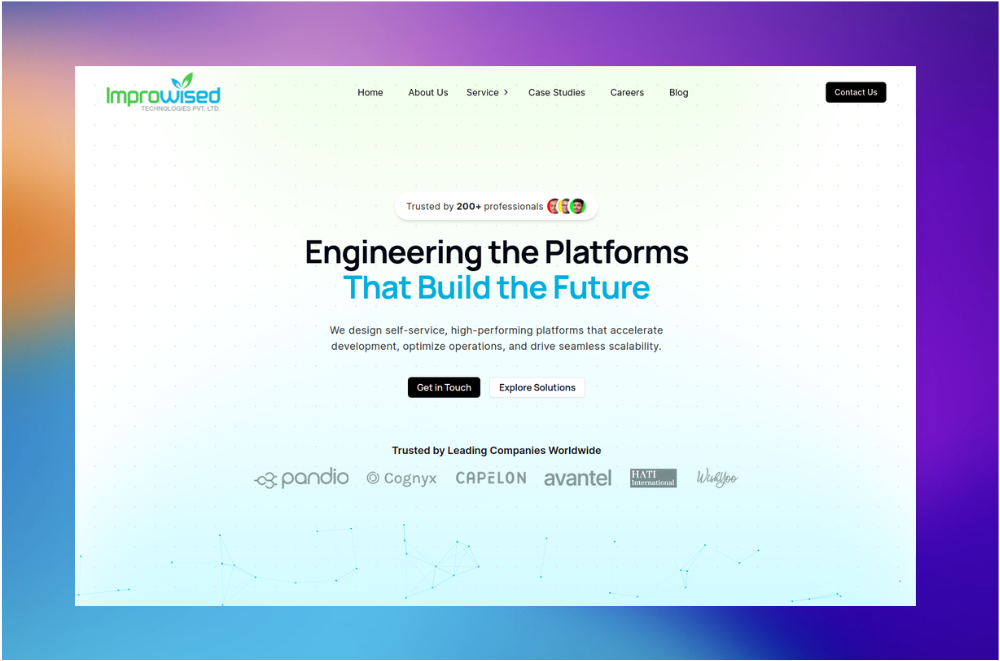 Improwised
TECHNOLOGIES PVT. LTD.
Home About Us Service Case Studies Careers Blog Contact Us
Trusted by 200+ professionals
Engineering the Platforms
That Build the Future
We design self-service, high-performing platforms that accelerate
development, optimize operations, and drive seamless scalability.
Get in Touch Explore Solutions
Trusted by Leading Companies Worldwide
pandio Cognyx CAPELON avantel HATI International WinkYoo